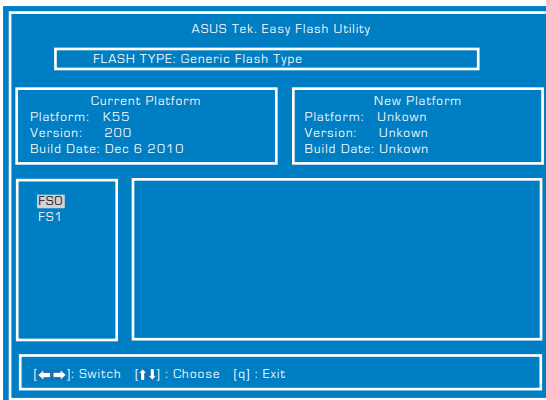 ASUS Tek. Easy Flash Utility
FLASH TYPE: Generic Flash Type
Current Platform
Platform: K55
Version: 200
Build Date: Dec 6 2010
New Platform
Platform: Unkown
Version: Unkown
Build Date: Unkown
FS0
FS1
[←→]: Switch [↑↓] : Choose [q] : Exit